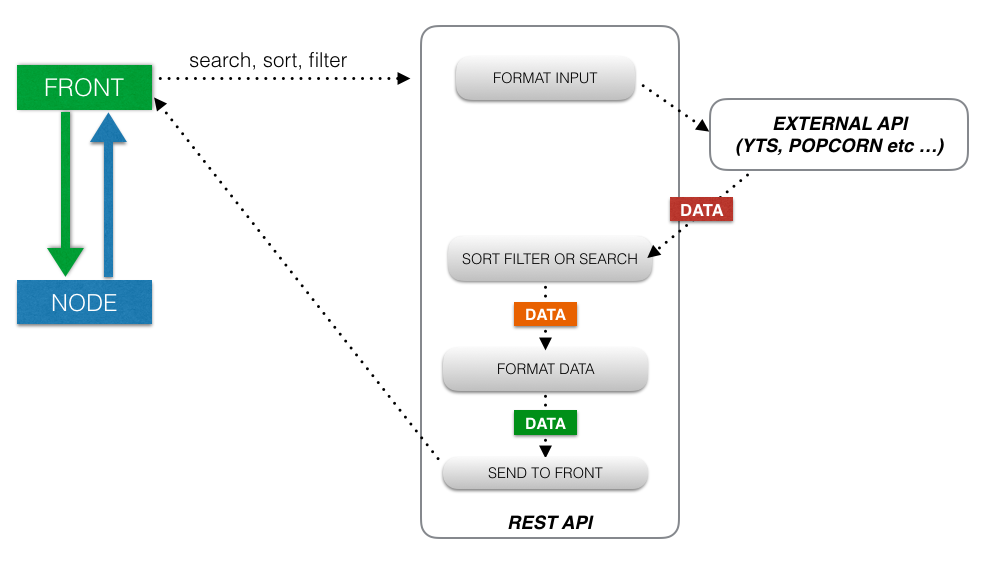 search, sort, filter
FRONT
NODE
FORMAT INPUT
EXTERNAL API
(YTS, POPCORN etc ...)
DATA
SORT FILTER OR SEARCH
DATA
FORMAT DATA
DATA
SEND TO FRONT
REST API